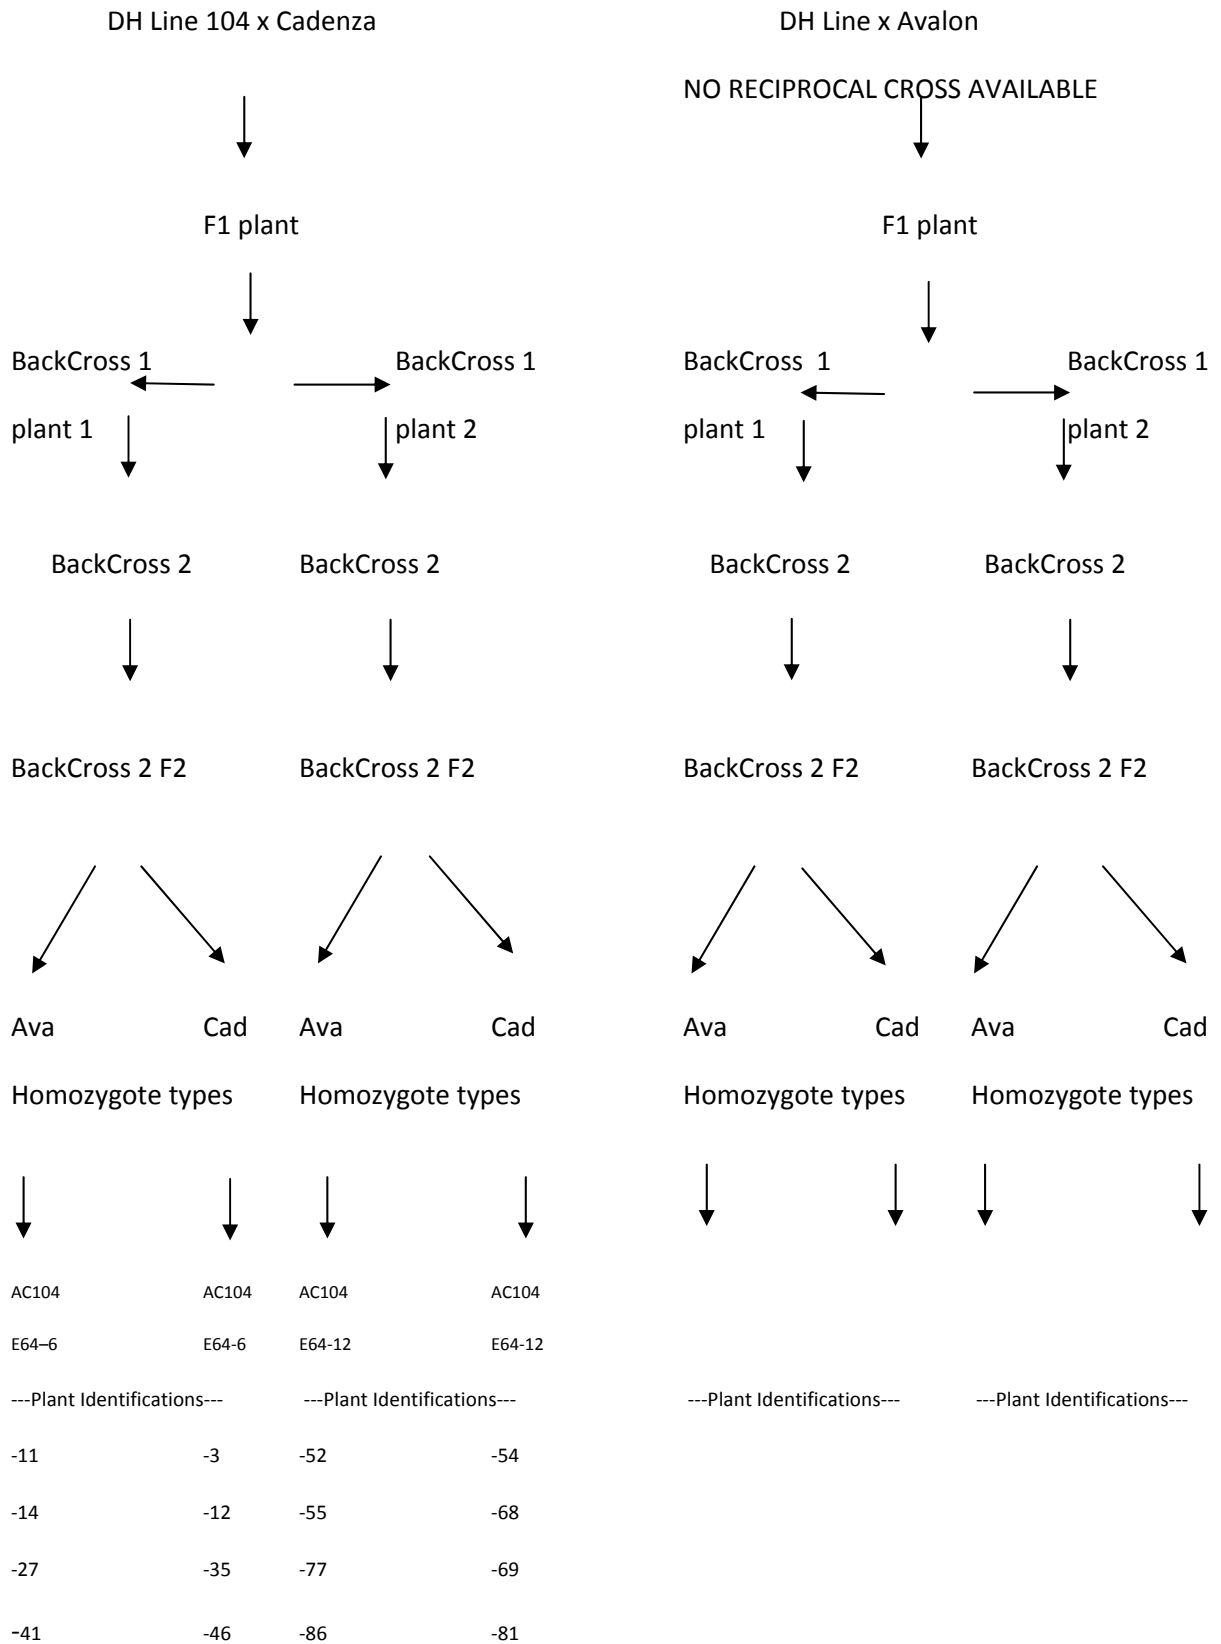 DH Line 104 x Cadenza DH Line x Avalon
NO RECIPROCAL CROSS AVAILABLE
F1 plant F1 plant
BackCross 1 BackCross 1 BackCross 1 BackCross 1
plant 1 plant 2 plant 1 plant 2
BackCross 2 BackCross 2 BackCross 2 BackCross 2
BackCross 2 F2 BackCross 2 F2 BackCross 2 F2 BackCross 2 F2
Ava Cad Ava Cad Ava Cad Ava Cad
Homozygote types Homozygote types Homozygote types Homozygote types
AC104 AC104 AC104 AC104
E64–6 E64-6 E64-12 E64-12
---Plant Identifications--- ---Plant Identifications--- ---Plant Identifications--- ---Plant Identifications---
-11 -3 -52 -54
-14 -12 -55 -68
-27 -35 -77 -69
-41 -46 -86 -81